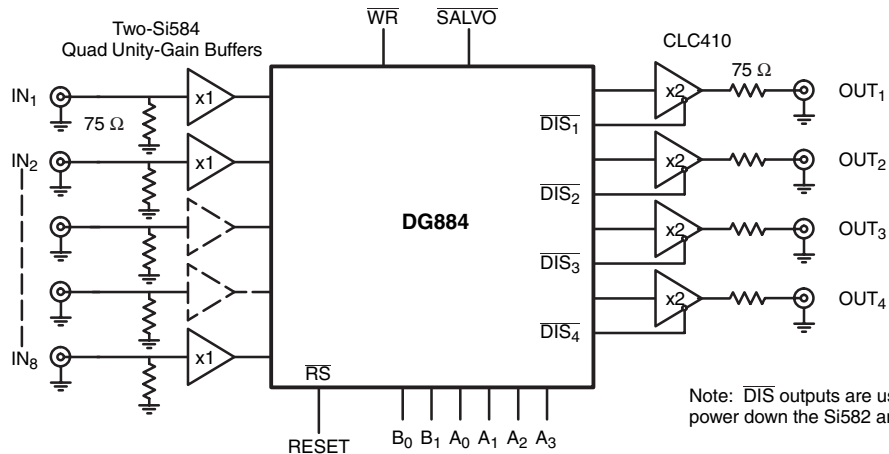 WR SALVO
Two-Si584
Quad Unity-Gain Buffers
CLC410
IN1 x1 75 Ω x2 75 Ω OUT1
DIS1
IN2 x1 x2 OUT2
DIS2
DG884
x2 OUT3
DIS3
x2 OUT4
DIS4
IN8 x1
RS
RESET B0 B1 A0 A1 A2 A3
Note: DIS outputs are
power down the Si582